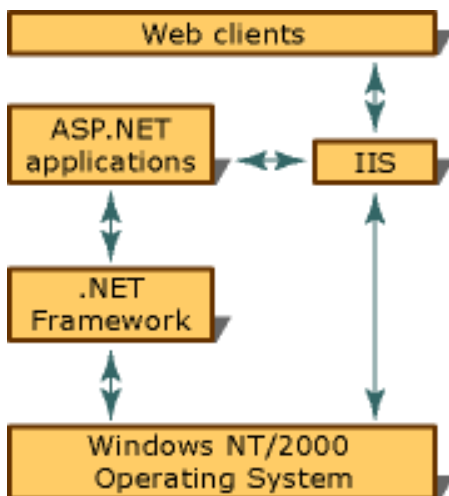 Web clients
ASP.NET
applications
IIS
.NET
Framework
Windows NT/2000
Operating System